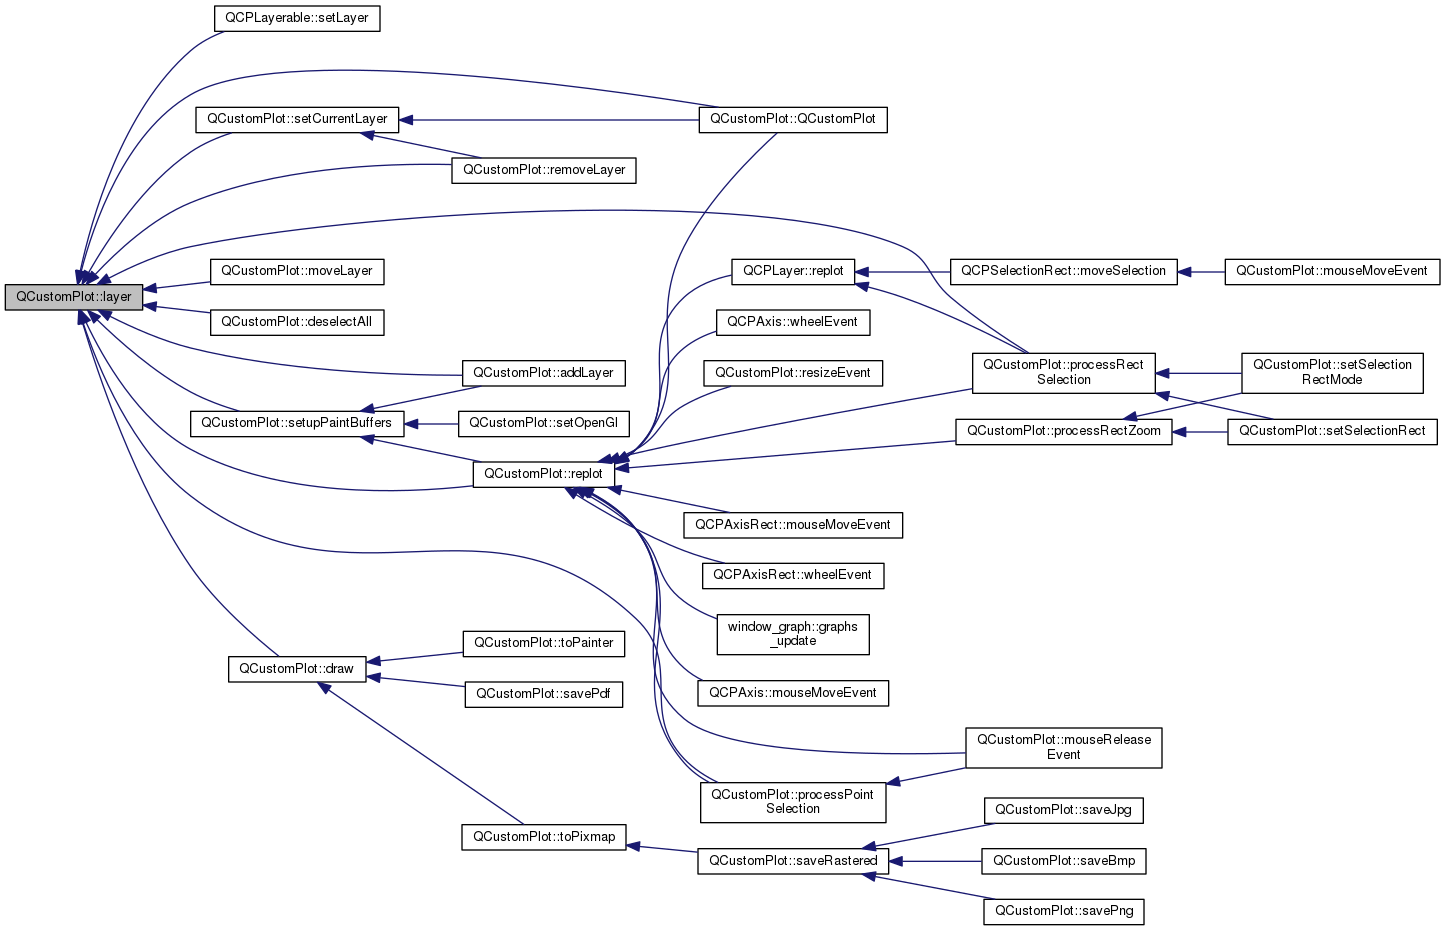 QCPLayerable::setLayer
QCustomPlot::setCurrentLayer
QCustomPlot::QCustomPlot
QCustomPlot::removeLayer
QCustomPlot::moveLayer
QCPLayer::replot
QCPSelectionRect::moveSelection
QCustomPlot::mouseMoveEvent
QCustomPlot::layer
QCustomPlot::deselectAll
QCPAxis::wheelEvent
QCustomPlot::addLayer
QCustomPlot::resizeEvent
QCustomPlot::processRect
Selection
QCustomPlot::setSelection
RectMode
QCustomPlot::setupPaintBuffers
QCustomPlot::setOpenGl
QCustomPlot::processRectZoom
QCustomPlot::setSelectionRect
QCustomPlot::replot
QCPAxisRect::mouseMoveEvent
QCPAxisRect::wheelEvent
window_graph::graphs
_update
QCustomPlot::toPainter
QCustomPlot::draw
QCustomPlot::savePdf
QCPAxis::mouseMoveEvent
QCustomPlot::mouseRelease
Event
QCustomPlot::processPoint
Selection
QCustomPlot::saveJpg
QCustomPlot::toPixmap
QCustomPlot::saveRastered
QCustomPlot::saveBmp
QCustomPlot::savePng